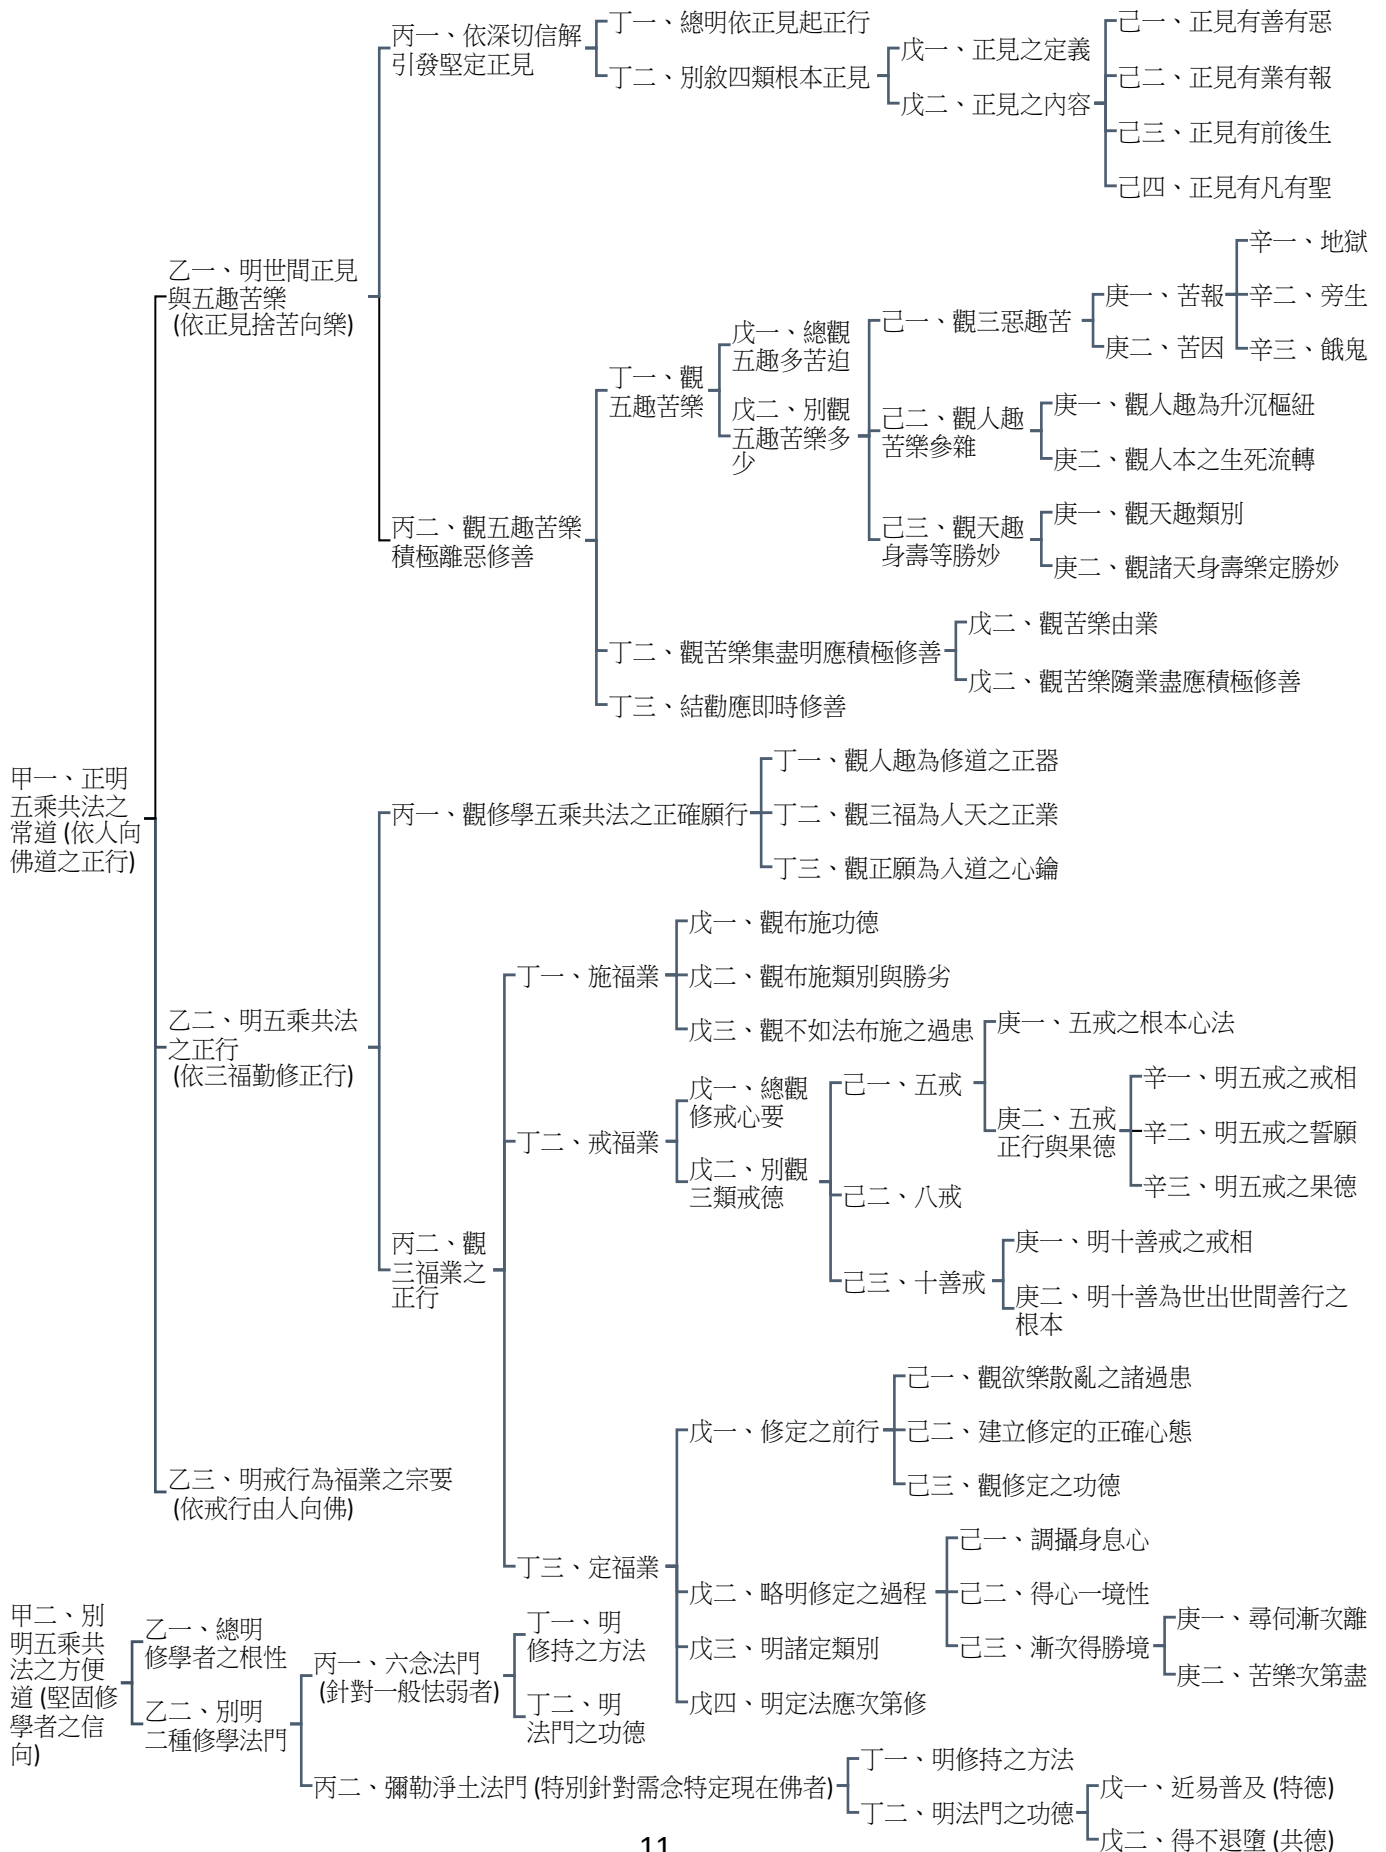 甲一、正明
五乘共法之
常道 (依人向
佛道之正行)
乙一、明世間正見
與五趣苦樂
(依正見捨苦向樂)
丙一、依深切信解
引發堅定正見
丁一、總明依正見起正行
丁二、別敘四類根本正見
戊一、正見之定義
戊二、正見之內容
己一、正見有善有惡
己二、正見有業有報
己三、正見有前後生
己四、正見有凡有聖
丙二、觀五趣苦樂
積極離惡修善
丁一、觀
五趣苦樂
戊一、總觀
五趣多苦迫
戊二、別觀
五趣苦樂多
少
己一、觀三惡趣苦
庚一、苦報
辛一、地獄
辛二、旁生
辛三、餓鬼
庚二、苦因
己二、觀人趣
苦樂參雜
庚一、觀人趣為升沉樞紐
庚二、觀人本之生死流轉
己三、觀天趣
身壽等勝妙
庚一、觀天趣類別
庚二、觀諸天身壽樂定勝妙
丁二、觀苦樂集盡明應積極修善
戊二、觀苦樂由業
戊二、觀苦樂隨業盡應積極修善
丁三、結勸應即時修善
乙二、明五乘共法
之正行
(依三福勤修正行)
丙一、觀修學五乘共法之正確願行
丁一、觀人趣為修道之正器
丁二、觀三福為人天之正業
丁三、觀正願為入道之心鑰
丙二、觀
三福業之
正行
丁一、施福業
戊一、觀布施功德
戊二、觀布施類別與勝劣
戊三、觀不如法布施之過患
丁二、戒福業
戊一、總觀
修戒心要
戊二、別觀
三類戒德
己一、五戒
庚一、五戒之根本心法
庚二、五戒
正行與果德
辛一、明五戒之戒相
辛二、明五戒之誓願
辛三、明五戒之果德
己二、八戒
己三、十善戒
庚一、明十善戒之戒相
庚二、明十善為世出世間善行之
根本
丁三、定福業
戊一、修定之前行
己一、觀欲樂散亂之諸過患
己二、建立修定的正確心態
己三、觀修定之功德
戊二、略明修定之過程
己一、調攝身息心
己二、得心一境性
己三、漸次得勝境
庚一、尋伺漸次離
庚二、苦樂次第盡
戊三、明諸定類別
戊四、明定法應次第修
乙三、明戒行為福業之宗要
(依戒行由人向佛)
甲二、別
明五乘共
法之方便
道 (堅固修
學者之信
向)
乙一、總明
修學者之根性
乙二、別明
二種修學法門
丙一、六念法門
(針對一般怯弱者)
丁一、明
修持之方法
丁二、明
法門之功德
丙二、彌勒淨土法門 (特別針對需念特定現在佛者)
丁一、明修持之方法
丁二、明法門之功德
戊一、近易普及 (特德)
戊二、得不退墮 (共德)
11